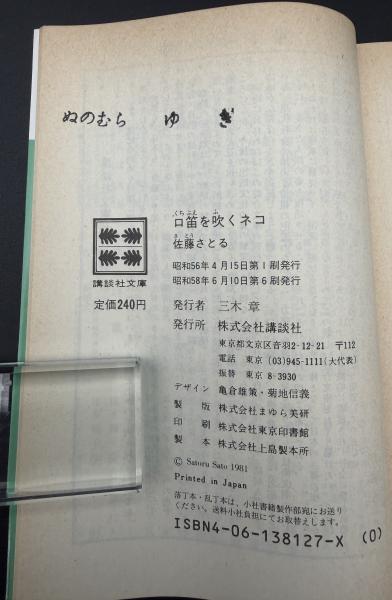 ぬのむら ゆ ぎ
口笛を吹くネコ
佐藤さとる
昭和56年4月15日第1刷発行
昭和58年6月10日第6刷発行
講談社文庫
定価240円
発行者 三木 章
発行所 株式会社講談社
東京都文京区音羽2-12-21 〒112
電話 東京 (03)945-1111(大代表)
振替 東京 8-3930
デザイン 亀倉雄策・菊地信義
製 版 株式会社まゆら美研
印 刷 株式会社東京印書館
製 本 株式会社上島製本所
© Satoru Sato 1981
Printed in Japan
落丁本・乱丁本は、小社書籍製作部宛にお送り
ください。送料小社負担にてお取替えします。
ISBN4-06-138127-X (0)